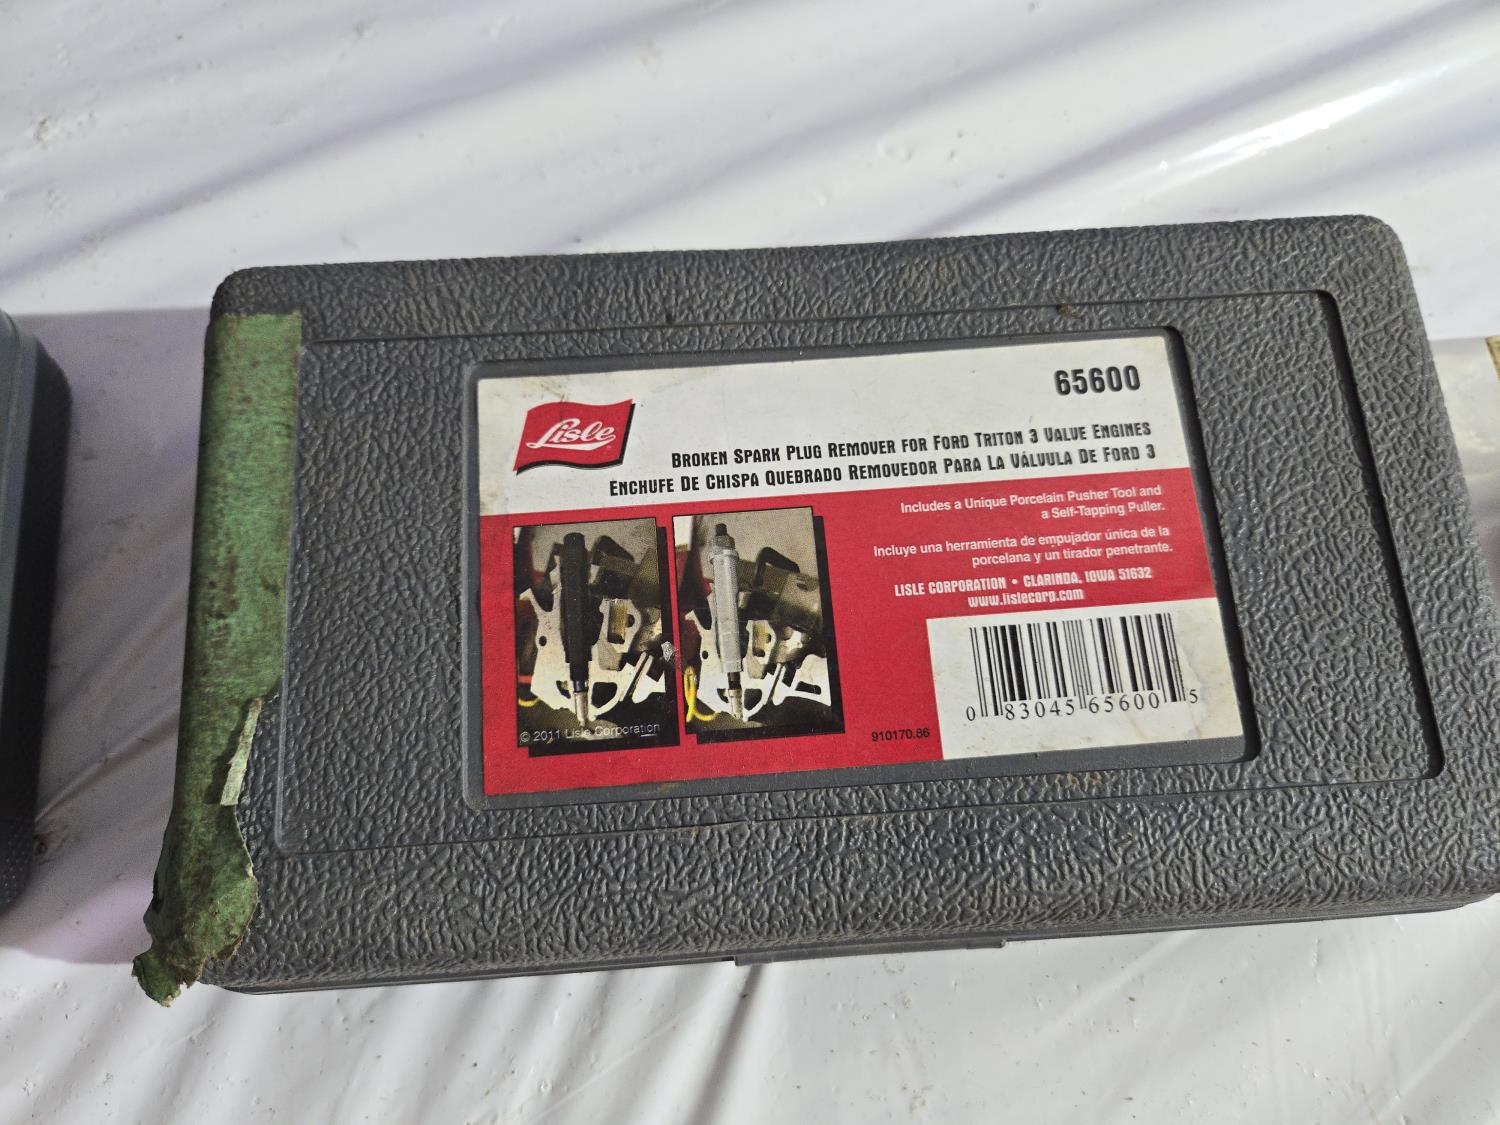 65600
Lisle
BROKEN SPARK PLUG REMOVER FOR FORD TRITON 3 VALUE ENGINES
ENCHUFE DE CHISPA QUEBRADO REMOVEDOR PARA LA VÁLVULA DE FORD 3
Includes a Unique Porcelain Pusher Tool and
a Self-Tapping Puller.
Incluye una herramienta de empujador única de la
porcelana y un tirador penetrante.
LISLE CORPORATION • CLARINDA, IOWA 51632
www.lislecorp.com
© 2011 Lisle Corporation
910170.86
0 83045 65600 5